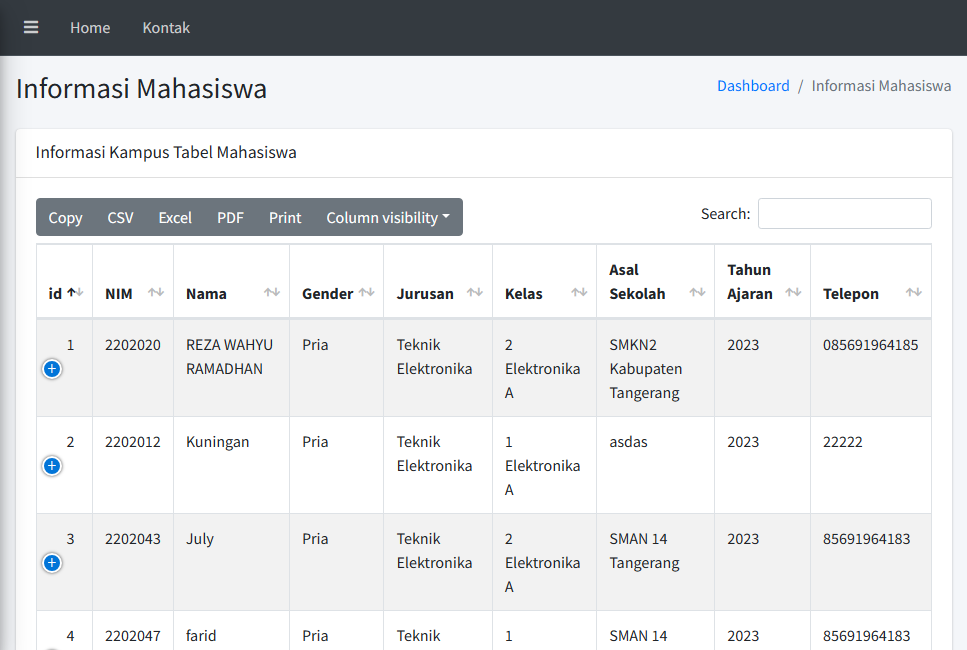 Home Kontak
Informasi Mahasiswa
Dashboard / Informasi Mahasiswa
Informasi Kampus Tabel Mahasiswa
Copy CSV Excel PDF Print Column visibility
Search:
id NIM Nama Gender Jurusan Kelas Asal Sekolah Tahun Ajaran Telepon
1 2202020 REZA WAHYU Pria Teknik 2 SMKN2 2023 085691964185
RAMADHAN Elektronika Elektronika Kabupaten
A Tangerang
2 2202012 Kuningan Pria Teknik 1 asdas 2023 22222
Elektronika Elektronika
A
3 2202043 July Pria Teknik 2 SMAN 14 2023 85691964183
Elektronika Elektronika Tangerang
A
4 2202047 farid Pria Teknik 1 SMAN 14 2023 85691964183